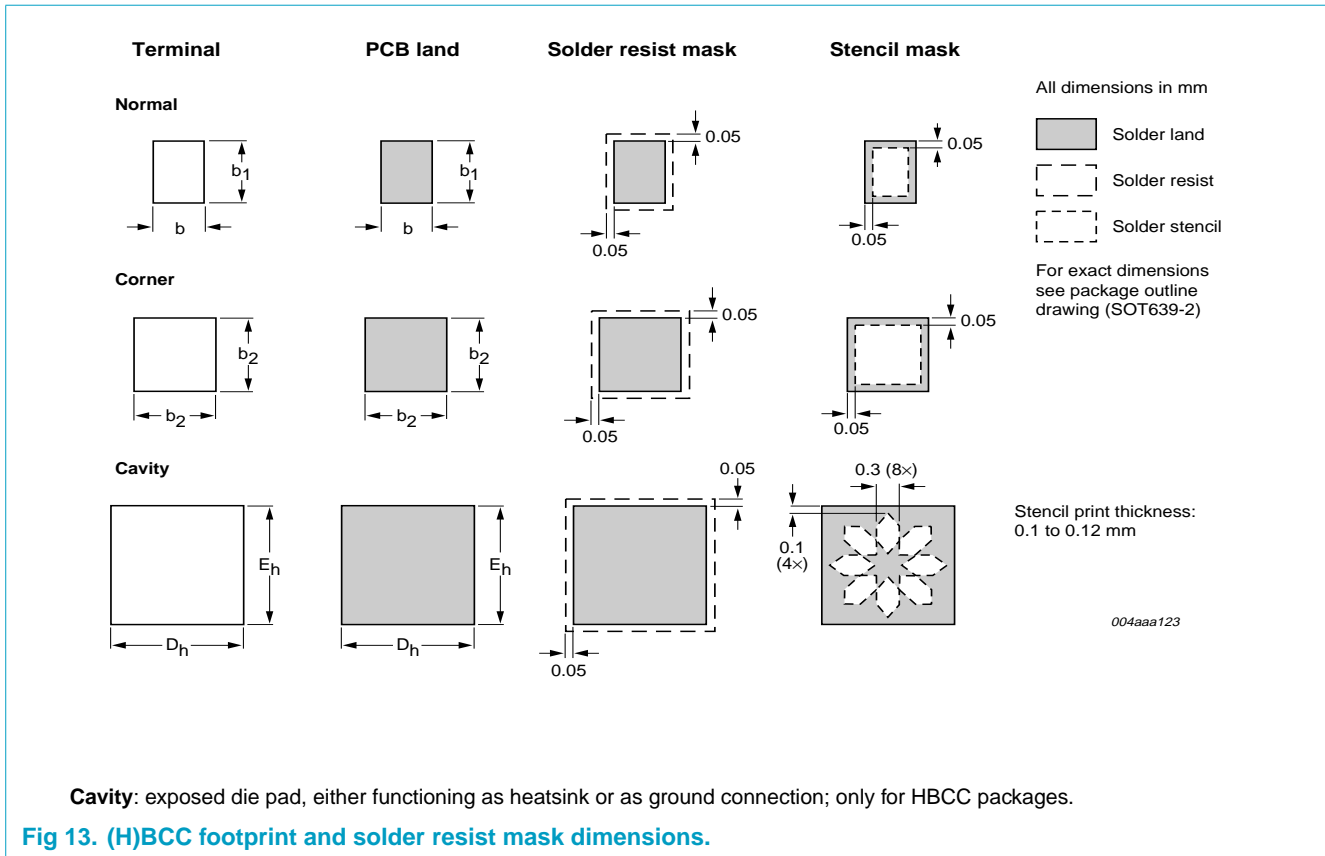 Terminal PCB land Solder resist mask Stencil mask
All dimensions in mm
Solder land
Solder resist
Solder stencil
For exact dimensions
see package outline
drawing (SOT639-2)
Normal
b1
b
b1
b
0.05
0.05
0.05
0.05
Corner
b2
b2
b2
b2
0.05
0.05
0.05
0.05
Cavity
Eh
Dh
Eh
Dh
0.05
0.05
0.3 (8×)
0.1
(4×)
Stencil print thickness:
0.1 to 0.12 mm
004aaa123
Cavity: exposed die pad, either functioning as heatsink or as ground connection; only for HBCC packages.
Fig 13. (H)BCC footprint and solder resist mask dimensions.